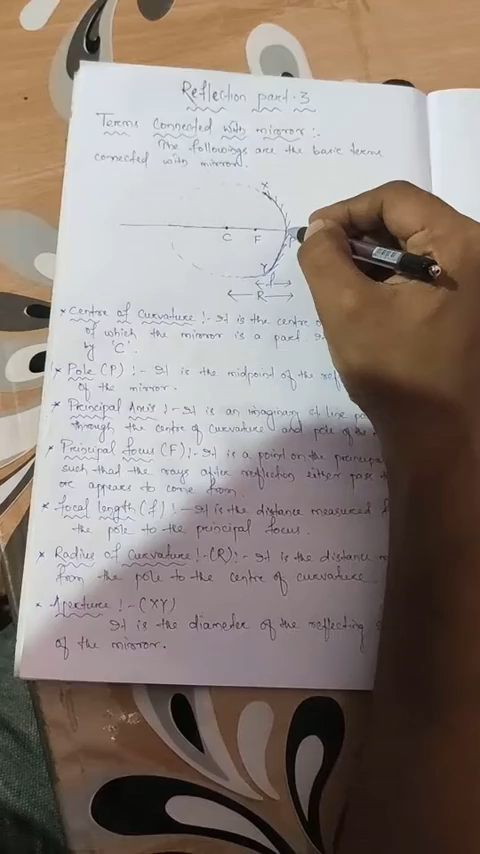 Reflection part-3
Terms Connected with mirror:-
The followings are the basic terms
conected with mirror.
X
C F P
Y
f
R
* Centre of Curvature !- It is the centre
of which the mirror is a part
by 'C'.
* Pole (P) !- It is the midpoint of the
of the mirror.
* Principal Axis !- It is an imaginary st line
through the centre of curvature and pole of the
* Principal focus (F) !- It is a point on the principal
such that the rays after reflection either pass
or appears to come from.
* Focal length (f) !- It is the distance measured
the pole to the principal focus.
* Radius of Curvature !- (R) !- It is the distance
from the pole to the centre of curvature
* Aperture !- (XY)
It is the diameter of the reflecting
of the mirror.